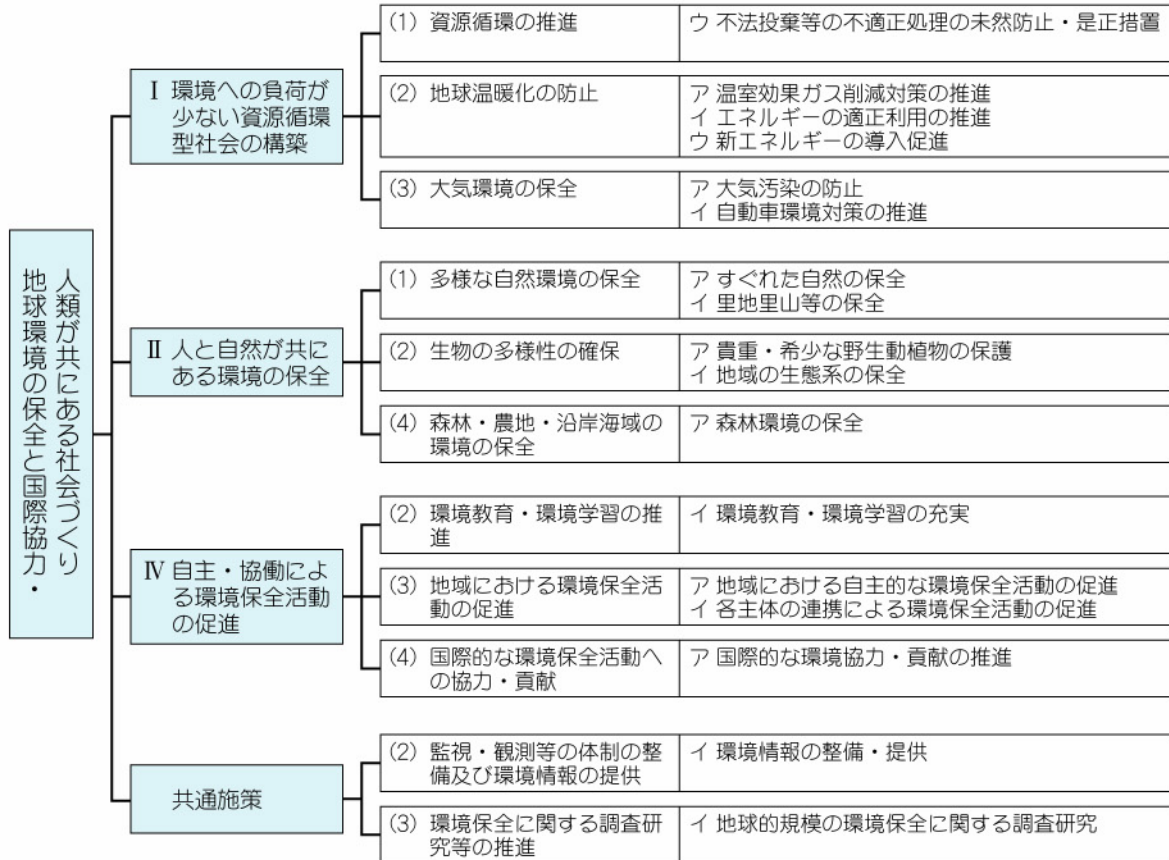 人類が共にある社会づくり
地球環境の保全と国際協力・
Ⅰ 環境への負荷が
少ない資源循環
型社会の構築
(1) 資源循環の推進
ウ 不法投棄等の不適正処理の未然防止・是正措置
(2) 地球温暖化の防止
ア 温室効果ガス削減対策の推進
イ エネルギーの適正利用の推進
ウ 新エネルギーの導入促進
(3) 大気環境の保全
ア 大気汚染の防止
イ 自動車環境対策の推進
Ⅱ 人と自然が共に
ある環境の保全
(1) 多様な自然環境の保全
ア すぐれた自然の保全
イ 里地里山等の保全
(2) 生物の多様性の確保
ア 貴重・希少な野生動植物の保護
イ 地域の生態系の保全
(4) 森林・農地・沿岸海域の
環境の保全
ア 森林環境の保全
Ⅳ 自主・協働によ
る環境保全活動
の促進
(2) 環境教育・環境学習の推
進
イ 環境教育・環境学習の充実
(3) 地域における環境保全活
動の促進
ア 地域における自主的な環境保全活動の促進
イ 各主体の連携による環境保全活動の促進
(4) 国際的な環境保全活動へ
の協力・貢献
ア 国際的な環境協力・貢献の推進
共通施策
(2) 監視・観測等の体制の整
備及び環境情報の提供
イ 環境情報の整備・提供
(3) 環境保全に関する調査研
究等の推進
イ 地球的規模の環境保全に関する調査研究